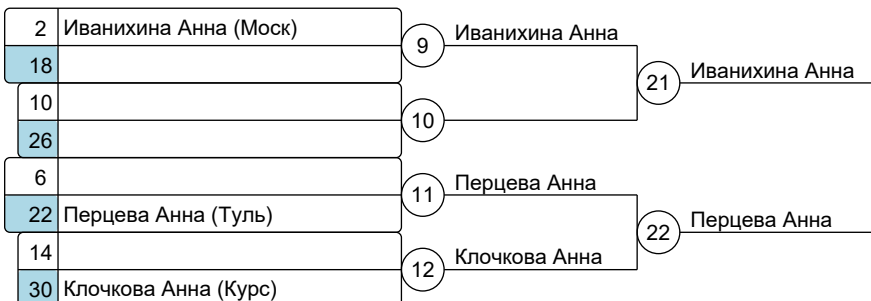 2 Иванихина Анна (Моск)
9 Иванихина Анна
18
21 Иванихина Анна
10
10
26
6
11 Перцева Анна
22 Перцева Анна (Туль)
22 Перцева Анна
14
12 Клочкова Анна
30 Клочкова Анна (Курс)